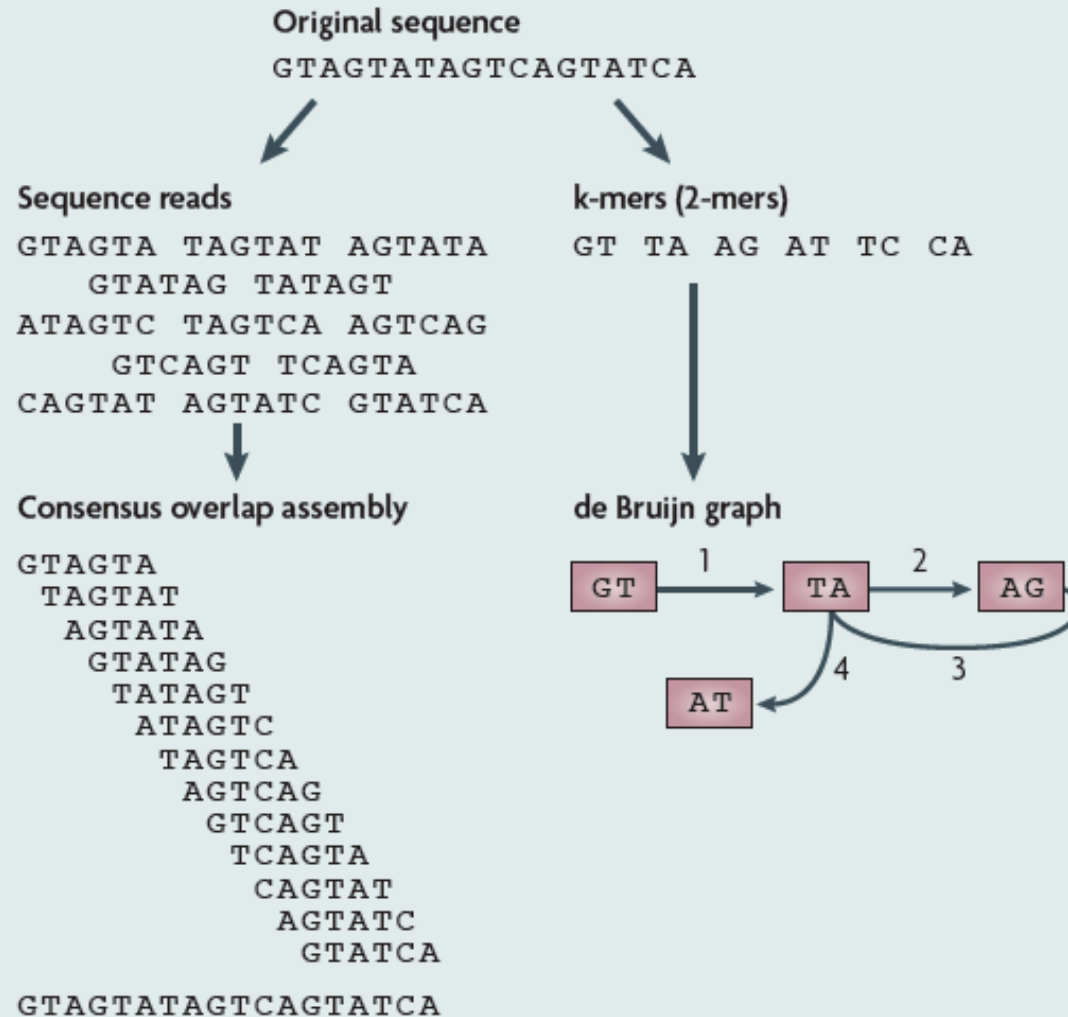 Original sequence
GTAGTATAGTCAGTATCA
Sequence reads
GTAGTA TAGTAT AGTATA
GTATAG TATAGT
ATAGTC TAGTCA AGTCAG
GTCAGT TCAGTA
CAGTAT AGTATC GTATCA
Consensus overlap assembly
GTAGTA
TAGTAT
AGTATA
GTATAG
TATAGT
ATAGTC
TAGTCA
AGTCAG
GTCAGT
TCAGTA
CAGTAT
AGTATC
GTATCA
GTAGTATAGTCAGTATCA
k-mers (2-mers)
GT TA AG AT TC CA
de Bruijn graph
1 2
GT TA AG
4 3
AT